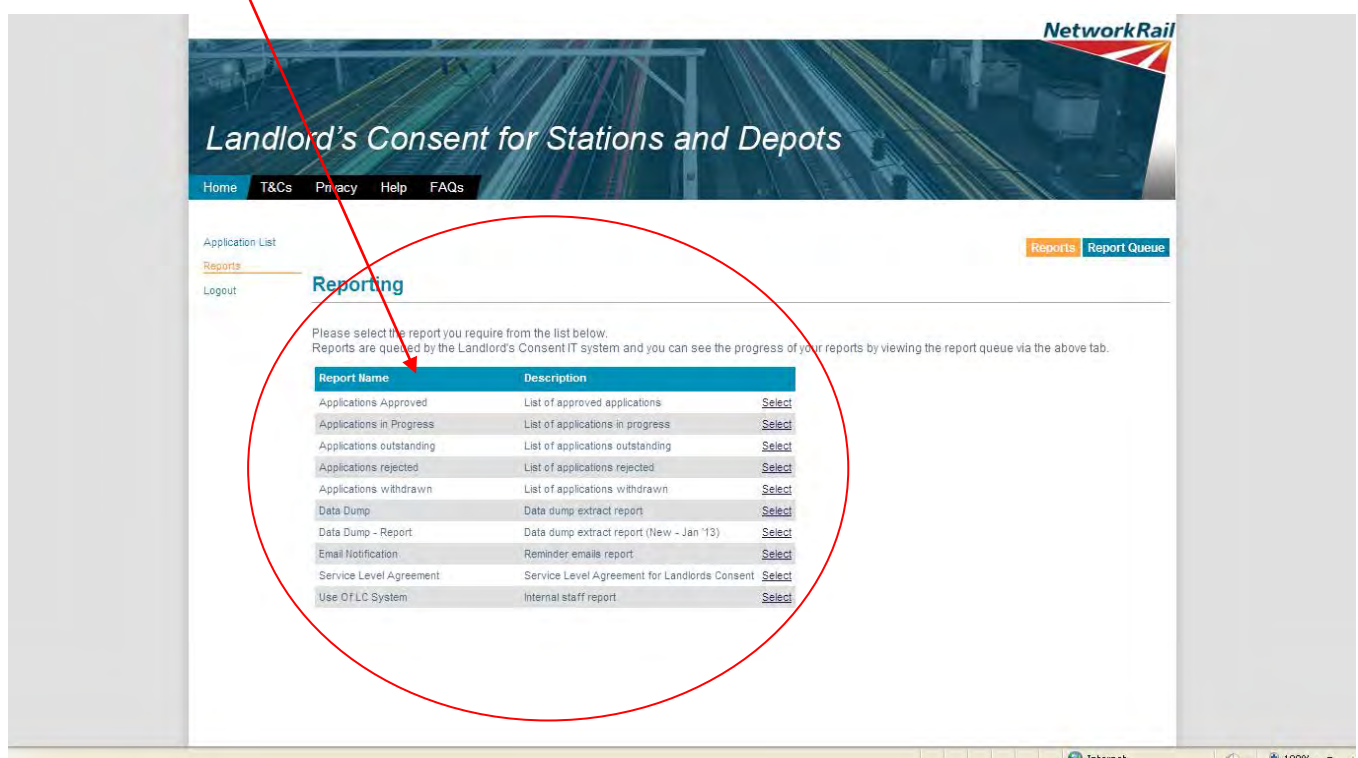 NetworkRail
Landlord's Consent for Stations and Depots
Home T&Cs Privacy Help FAQs
Application List
Reports
Logout
Reports Report Queue
Reporting
Please select the report you require from the list below.
Reports are queued by the Landlord's Consent IT system and you can see the progress of your reports by viewing the report queue via the above tab.
Report Name Description
Applications Approved List of approved applications Select
Applications in Progress List of applications in progress Select
Applications outstanding List of applications outstanding Select
Applications rejected List of applications rejected Select
Applications withdrawn List of applications withdrawn Select
Data Dump Data dump extract report Select
Data Dump - Report Data dump extract report (New - Jan '13) Select
Email Notification Reminder emails report Select
Service Level Agreement Service Level Agreement for Landlords Consent Select
Use Of LC System Internal staff report Select